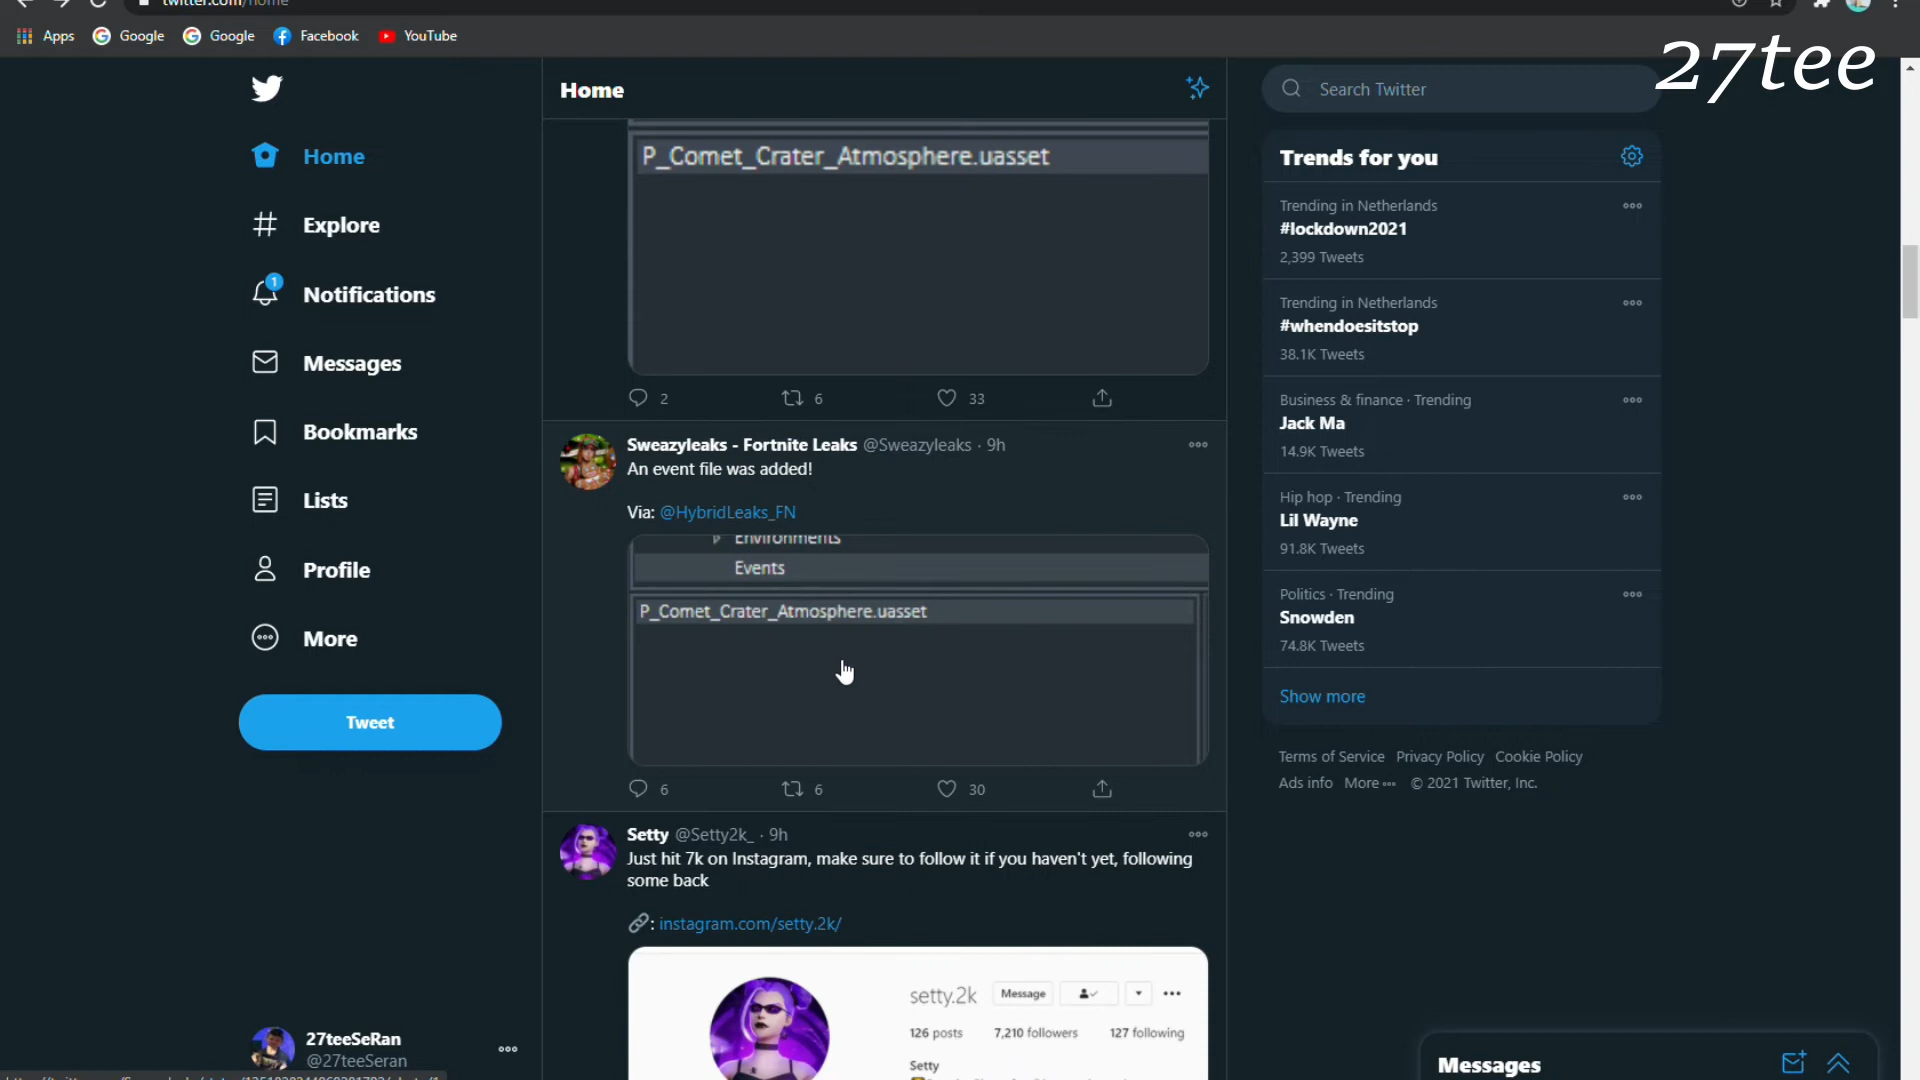 twitter.com/home
Apps
Google
Google
Facebook
YouTube
27tee
Home
Explore
Notifications
1
Messages
Bookmarks
Lists
Profile
More
Tweet
27teeSeRan
@27teeSeran
Home
P_Comet_Crater_Atmosphere.uasset
2
6
33
Sweazyleaks - Fortnite Leaks @Sweazyleaks · 9h
An event file was added!
Via: @HybridLeaks_FN
Environments
Events
P_Comet_Crater_Atmosphere.uasset
6
6
30
Setty @Setty2k_ · 9h
Just hit 7k on Instagram, make sure to follow it if you haven't yet, following
some back
: instagram.com/setty.2k/
setty.2k
Message
126 posts
7,210 followers
127 following
Setty
Search Twitter
Trends for you
Trending in Netherlands
#lockdown2021
2,399 Tweets
Trending in Netherlands
#whendoesitstop
38.1K Tweets
Business & finance · Trending
Jack Ma
14.9K Tweets
Hip hop · Trending
Lil Wayne
91.8K Tweets
Politics · Trending
Snowden
74.8K Tweets
Show more
Terms of Service Privacy Policy Cookie Policy
Ads info More © 2021 Twitter, Inc.
Messages